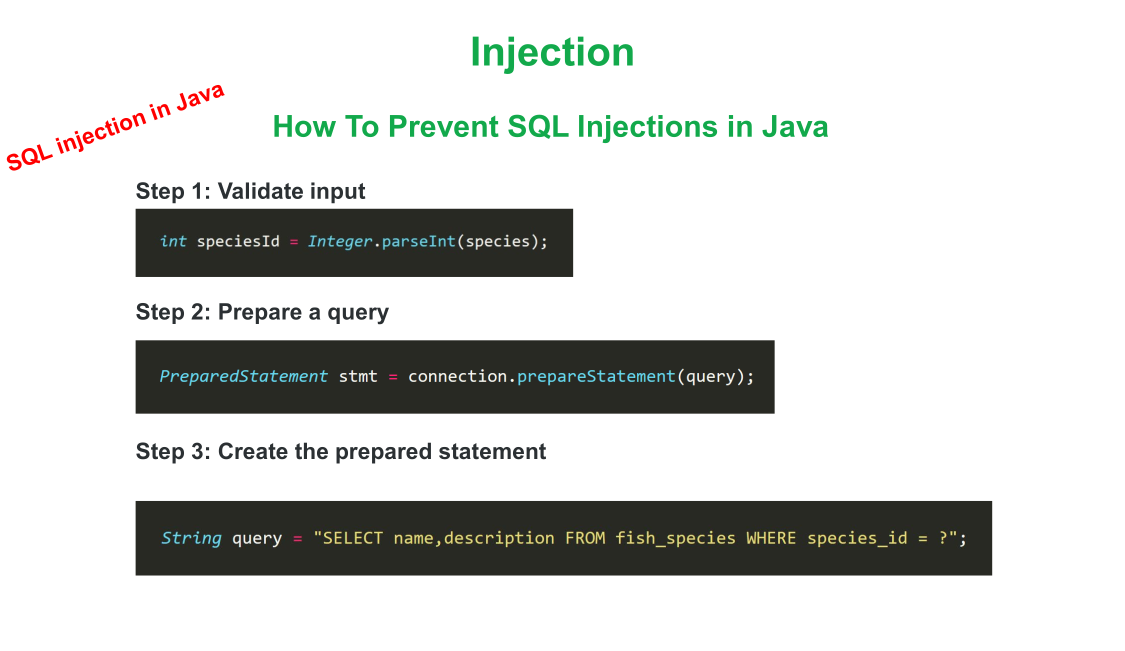 Injection
SQL injection in Java
How To Prevent SQL Injections in Java
Step 1: Validate input
int speciesId = Integer.parseInt(species);
Step 2: Prepare a query
PreparedStatement stmt = connection.prepareStatement(query);
Step 3: Create the prepared statement
String query = "SELECT name,description FROM fish_species WHERE species_id = ?";